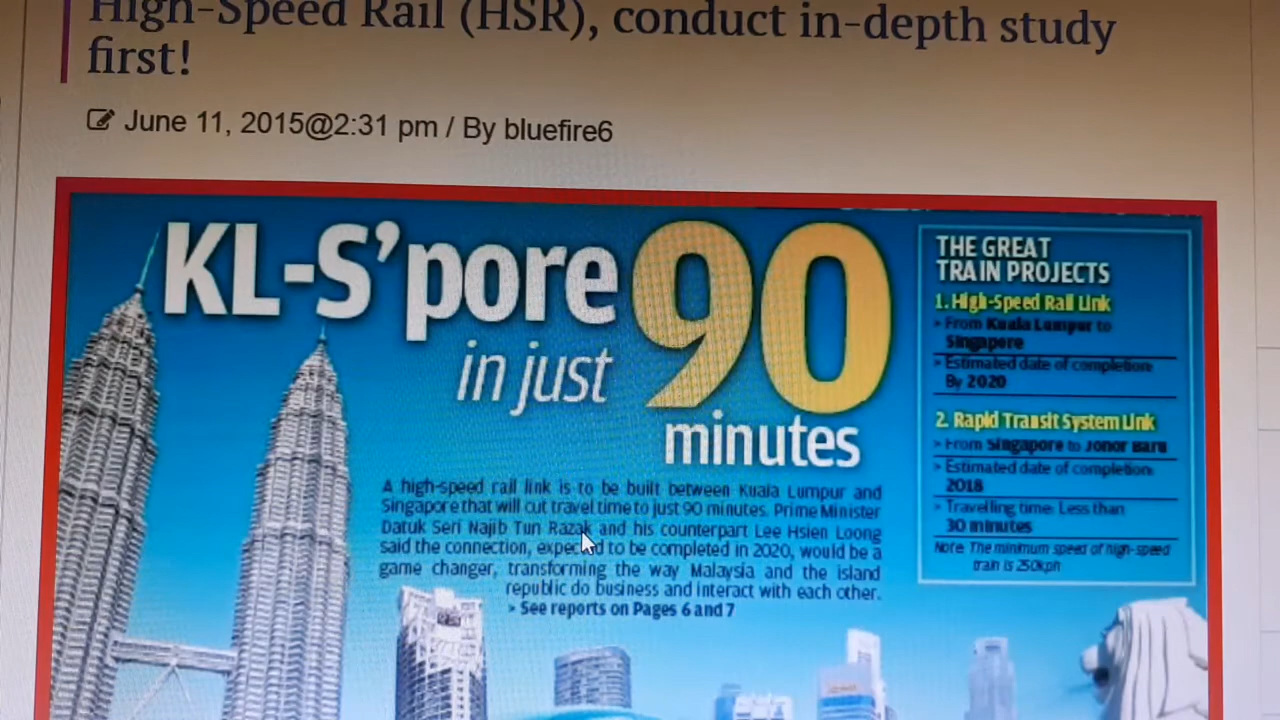 High-Speed Rail (HSR), conduct in-depth study
first!
June 11, 2015@2:31 pm / By bluefire6
KL-S'pore 90
in just
minutes
A high-speed rail link is to be built between Kuala Lumpur and
Singapore that will cut travel time to just 90 minutes. Prime Minister
Datuk Seri Najib Tun Razak and his counterpart Lee Hsien Loong
said the connection, expected to be completed in 2020, would be a
game changer, transforming the way Malaysia and the island
republic do business and interact with each other.
» See reports on Pages 6 and 7
THE GREAT
TRAIN PROJECTS
1. High-Speed Rail Link
» From Kuala Lumpur to
Singapore
» Estimated date of completion:
By 2020
2. Rapid Transit System Link
» From Singapore to Johor Baru
» Estimated date of completion:
2018
» Travelling time: Less than
30 minutes
Note: The minimum speed of high-speed
train is 250kph